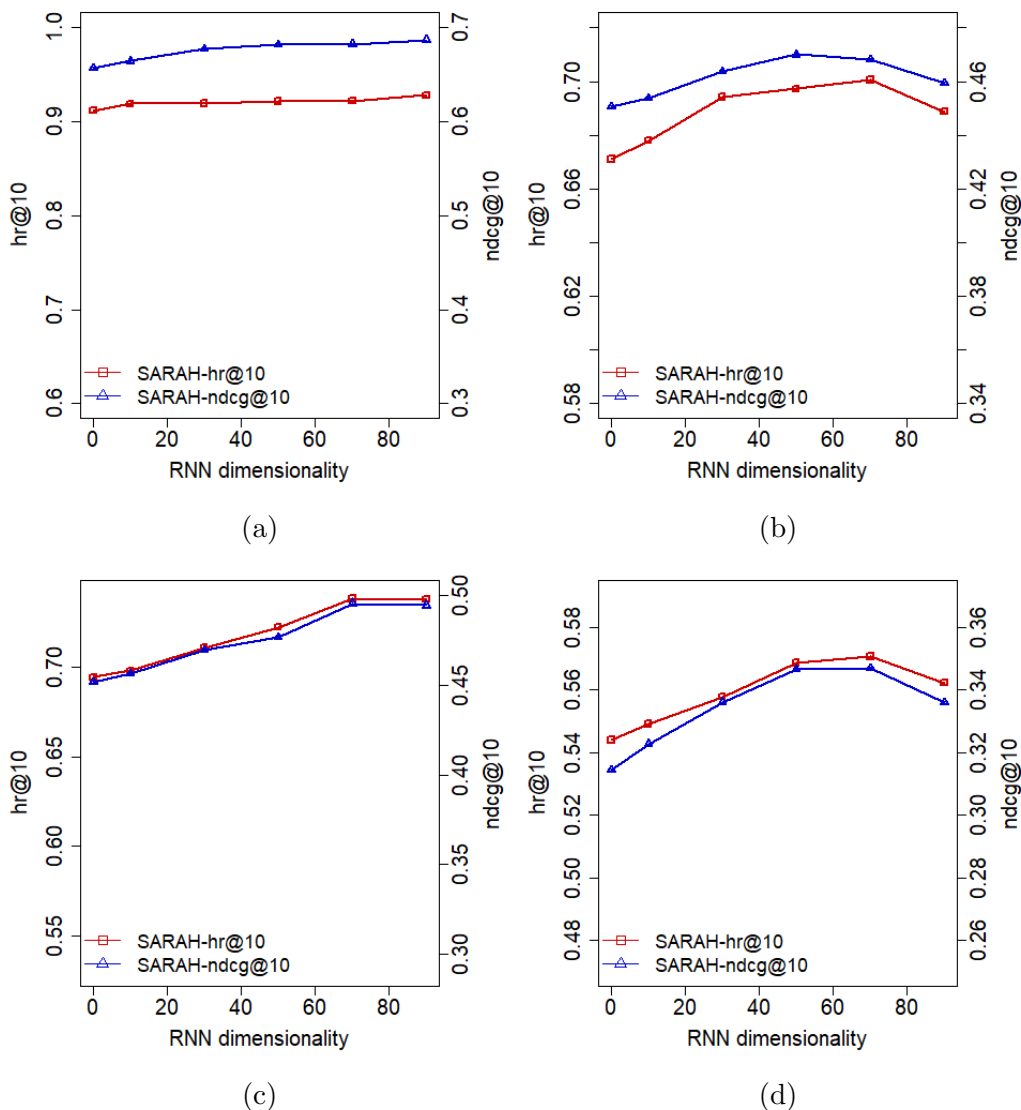 1.0
0.9
0.8
0.7
0.6
hr@10
0.7
0.6
0.5
0.4
0.3
ndcg@10
SARAH-hr@10
SARAH-ndcg@10
0 20 40 60 80
RNN dimensionality
(a)
0.70
0.66
0.62
0.58
hr@10
0.46
0.42
0.38
0.34
ndcg@10
SARAH-hr@10
SARAH-ndcg@10
0 20 40 60 80
RNN dimensionality
(b)
0.70
0.65
0.60
0.55
hr@10
0.50
0.45
0.40
0.35
0.30
ndcg@10
SARAH-hr@10
SARAH-ndcg@10
0 20 40 60 80
RNN dimensionality
(c)
0.58
0.56
0.54
0.52
0.50
0.48
hr@10
0.36
0.34
0.32
0.30
0.28
0.26
ndcg@10
SARAH-hr@10
SARAH-ndcg@10
0 20 40 60 80
RNN dimensionality
(d)